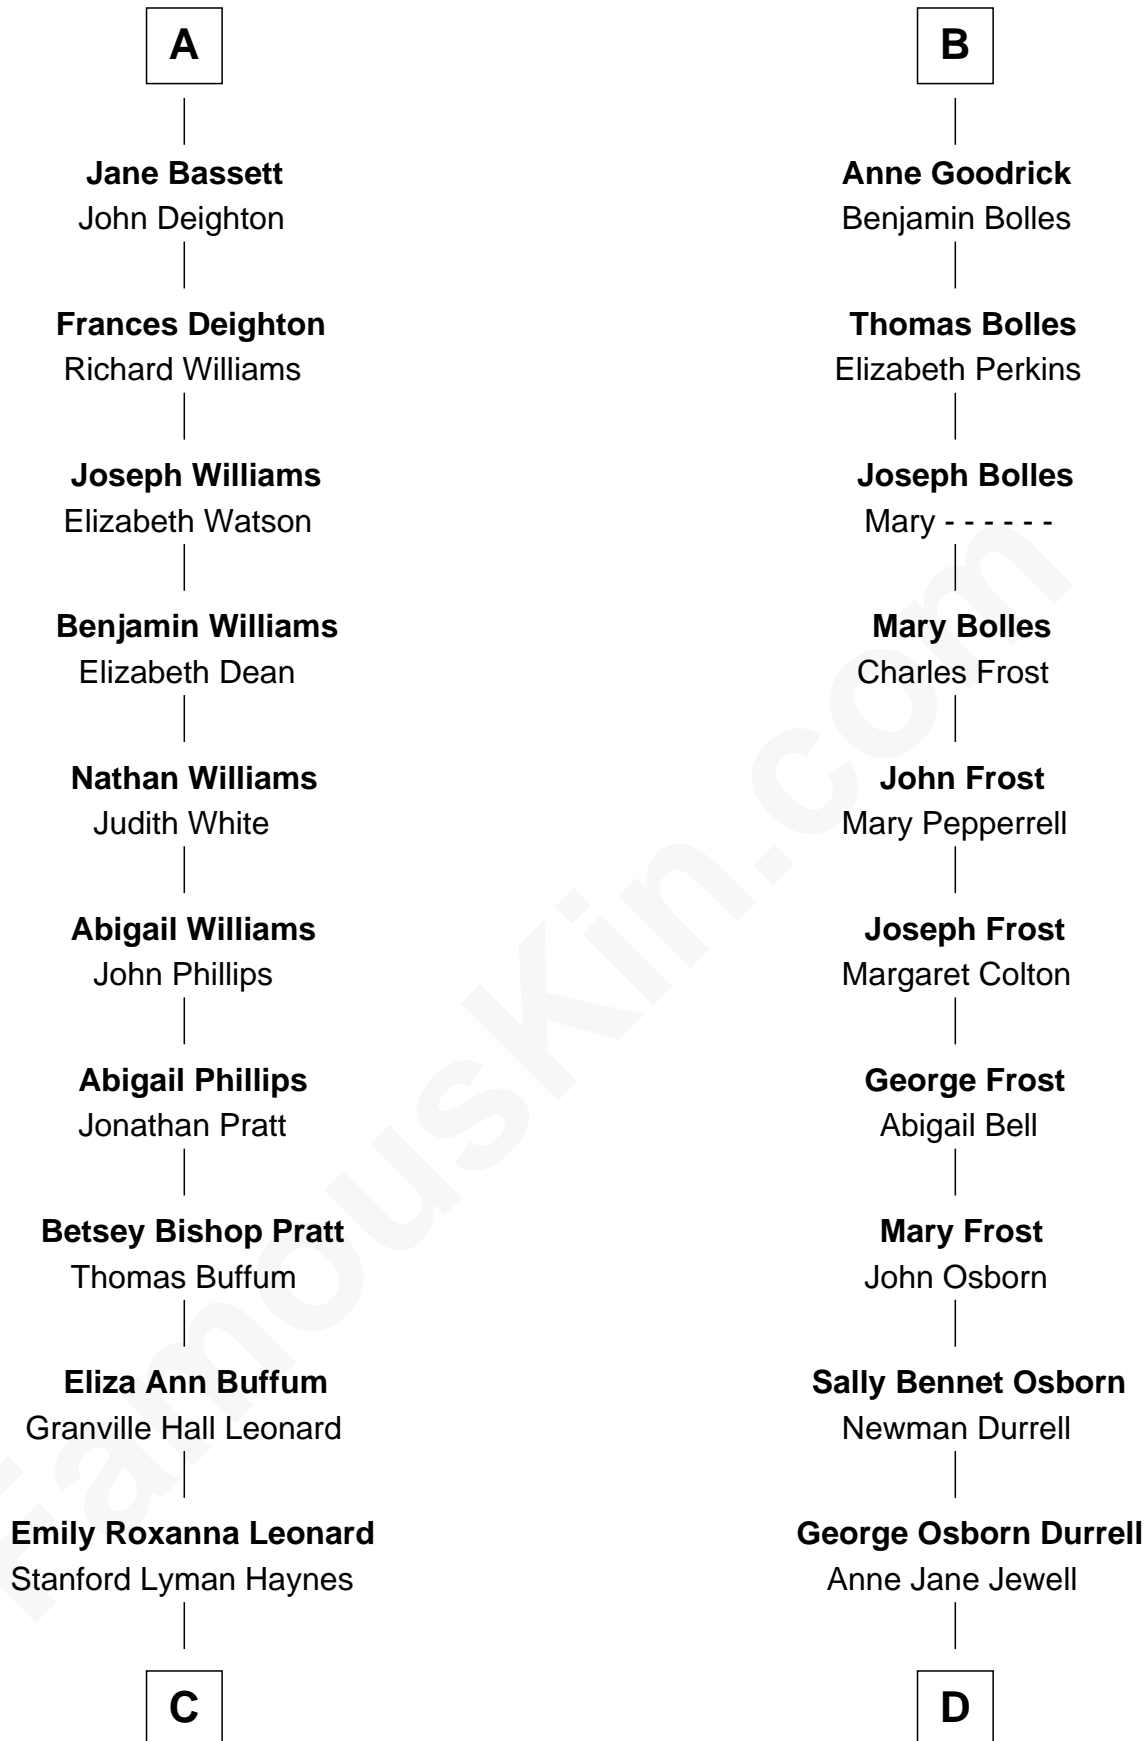 A
Jane Bassett
John Deighton
Frances Deighton
Richard Williams
Joseph Williams
Elizabeth Watson
Benjamin Williams
Elizabeth Dean
Nathan Williams
Judith White
Abigail Williams
John Phillips
Abigail Phillips
Jonathan Pratt
Betsey Bishop Pratt
Thomas Buffum
Eliza Ann Buffum
Granville Hall Leonard
Emily Roxanna Leonard
Stanford Lyman Haynes
C
B
Anne Goodrick
Benjamin Bolles
Thomas Bolles
Elizabeth Perkins
Joseph Bolles
Mary - - - - - -
Mary Bolles
Charles Frost
John Frost
Mary Pepperrell
Joseph Frost
Margaret Colton
George Frost
Abigail Bell
Mary Frost
John Osborn
Sally Bennet Osborn
Newman Durrell
George Osborn Durrell
Anne Jane Jewell
D
FamousKin.com